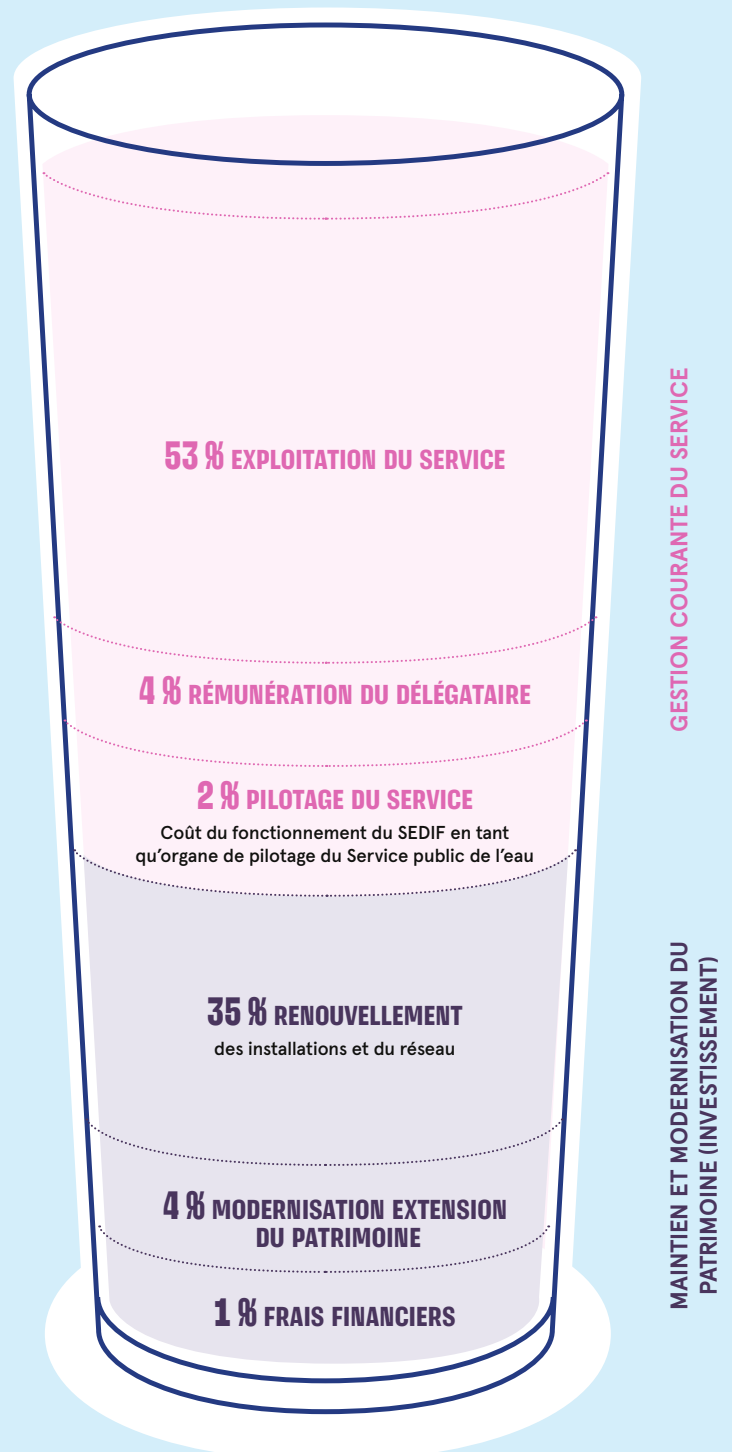 53 % EXPLOITATION DU SERVICE
4 % RÉMUNÉRATION DU DÉLÉGATAIRE
2 % PILOTAGE DU SERVICE
Coût du fonctionnement du SEDIF en tant
qu’organe de pilotage du Service public de l’eau
GESTION COURANTE DU SERVICE
35 % RENOUVELLEMENT
des installations et du réseau
4 % MODERNISATION EXTENSION
DU PATRIMOINE
1 % FRAIS FINANCIERS
MAINTIEN ET MODERNISATION DU
PATRIMOINE (INVESTISSEMENT)